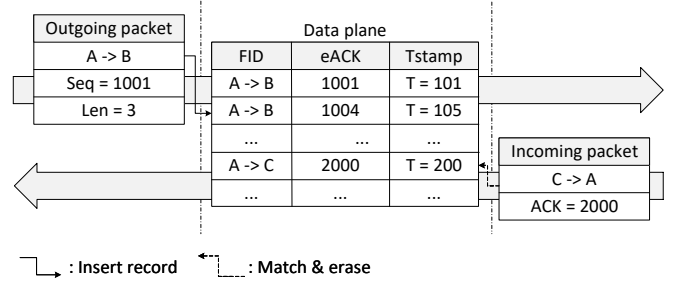 Outgoing packet
A -> B
Seq = 1001
Len = 3
Data plane
FID eACK Tstamp
A -> B 1001 T = 101
A -> B 1004 T = 105
... ... ...
A -> C 2000 T = 200
... ... ...
Incoming packet
C -> A
ACK = 2000
: Insert record : Match & erase